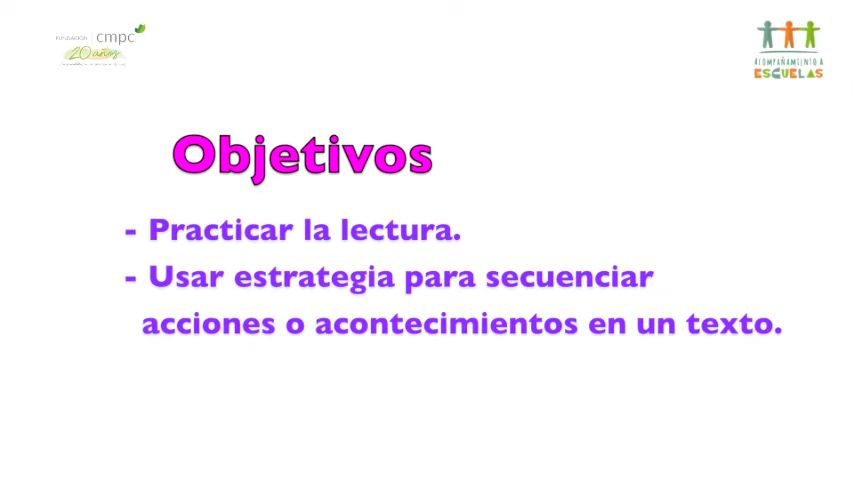 FUNDACIÓN | cmpc
20 años
ACOMPAÑAMIENTO A
ESCUELAS
Objetivos
- Practicar la lectura.
- Usar estrategia para secuenciar
acciones o acontecimientos en un texto.